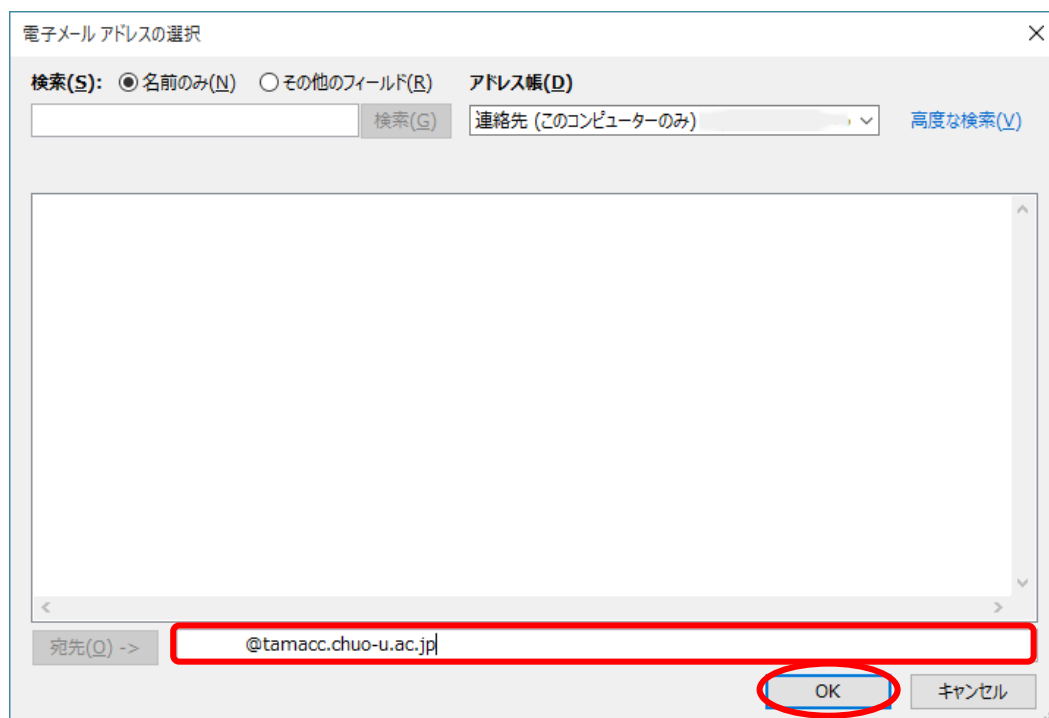 電子メール アドレスの選択
検索(S): 名前のみ(N) その他のフィールド(R) アドレス帳(D)
検索(G) 連絡先 (このコンピューターのみ) 高度な検索(V)
宛先(O) -> @tamacc.chuo-u.ac.jp
OK キャンセル